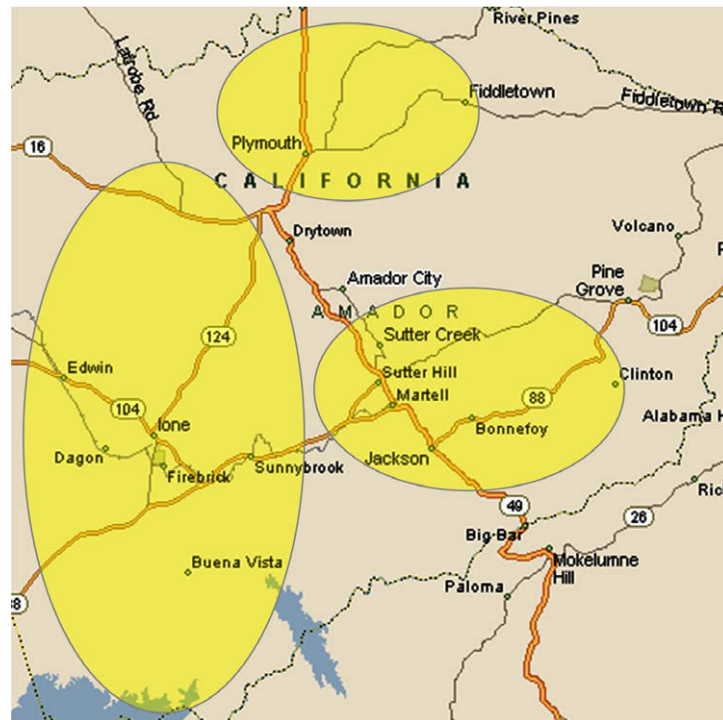 River Pines
Latrobe Rd
Fiddletown
Fiddletown R
16
Plymouth
CALIFORNIA
Drytown
Volcano
Amador City
Pine
Grove
AMADOR
104
124
Sutter Creek
Edwin
Sutter Hill
Clinton
104
Martell
88
Ione
Bonnefoy
Alabama H
Dagon
Jackson
Sunnybrook
Firebrick
Ric
49
26
Big Bar
Mokelumne
Hill
Buena Vista
Paloma
88